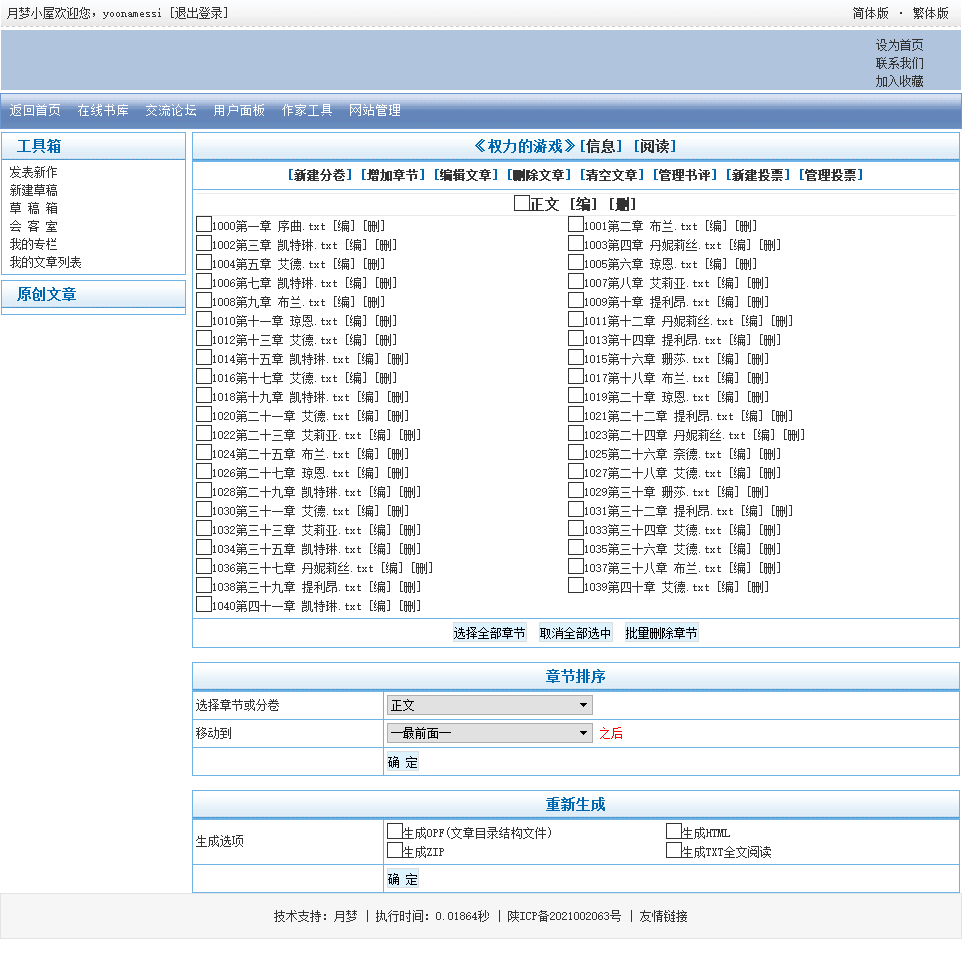 月梦小屋欢迎您，yoonamessi [退出登录]
简体版 · 繁体版
设为首页
联系我们
加入收藏
返回首页 在线书库 交流论坛 用户面板 作家工具 网站管理
工具箱
发表新作
新建草稿
草 稿 箱
会 客 室
我的专栏
我的文章列表
原创文章
《权力的游戏》[信息] [阅读]
[新建分卷] [增加章节] [编辑文章] [删除文章] [清空文章] [管理书评] [新建投票] [管理投票]
正文 [编] [删]
1000第一章 序曲.txt [编] [删] 1001第二章 布兰.txt [编] [删]
1002第三章 凯特琳.txt [编] [删] 1003第四章 丹妮莉丝.txt [编] [删]
1004第五章 艾德.txt [编] [删] 1005第六章 琼恩.txt [编] [删]
1006第七章 凯特琳.txt [编] [删] 1007第八章 艾莉亚.txt [编] [删]
1008第九章 布兰.txt [编] [删] 1009第十章 提利昂.txt [编] [删]
1010第十一章 琼恩.txt [编] [删] 1011第十二章 丹妮莉丝.txt [编] [删]
1012第十三章 艾德.txt [编] [删] 1013第十四章 提利昂.txt [编] [删]
1014第十五章 凯特琳.txt [编] [删] 1015第十六章 珊莎.txt [编] [删]
1016第十七章 艾德.txt [编] [删] 1017第十八章 布兰.txt [编] [删]
1018第十九章 凯特琳.txt [编] [删] 1019第二十章 琼恩.txt [编] [删]
1020第二十一章 艾德.txt [编] [删] 1021第二十二章 提利昂.txt [编] [删]
1022第二十三章 艾莉亚.txt [编] [删] 1023第二十四章 丹妮莉丝.txt [编] [删]
1024第二十五章 布兰.txt [编] [删] 1025第二十六章 奈德.txt [编] [删]
1026第二十七章 琼恩.txt [编] [删] 1027第二十八章 艾德.txt [编] [删]
1028第二十九章 凯特琳.txt [编] [删] 1029第三十章 珊莎.txt [编] [删]
1030第三十一章 艾德.txt [编] [删] 1031第三十二章 提利昂.txt [编] [删]
1032第三十三章 艾莉亚.txt [编] [删] 1033第三十四章 艾德.txt [编] [删]
1034第三十五章 凯特琳.txt [编] [删] 1035第三十六章 艾德.txt [编] [删]
1036第三十七章 丹妮莉丝.txt [编] [删] 1037第三十八章 布兰.txt [编] [删]
1038第三十九章 提利昂.txt [编] [删] 1039第四十章 艾德.txt [编] [删]
1040第四十一章 凯特琳.txt [编] [删]
选择全部章节 取消全部选中 批量删除章节
章节排序
选择章节或分卷 正文
移动到 —最前面— 之后
确 定
重新生成
生成选项
生成OPF(文章目录结构文件) 生成HTML
生成ZIP 生成TXT全文阅读
确 定
技术支持：月梦 | 执行时间：0.01864秒 | 陕ICP备2021002063号 | 友情链接